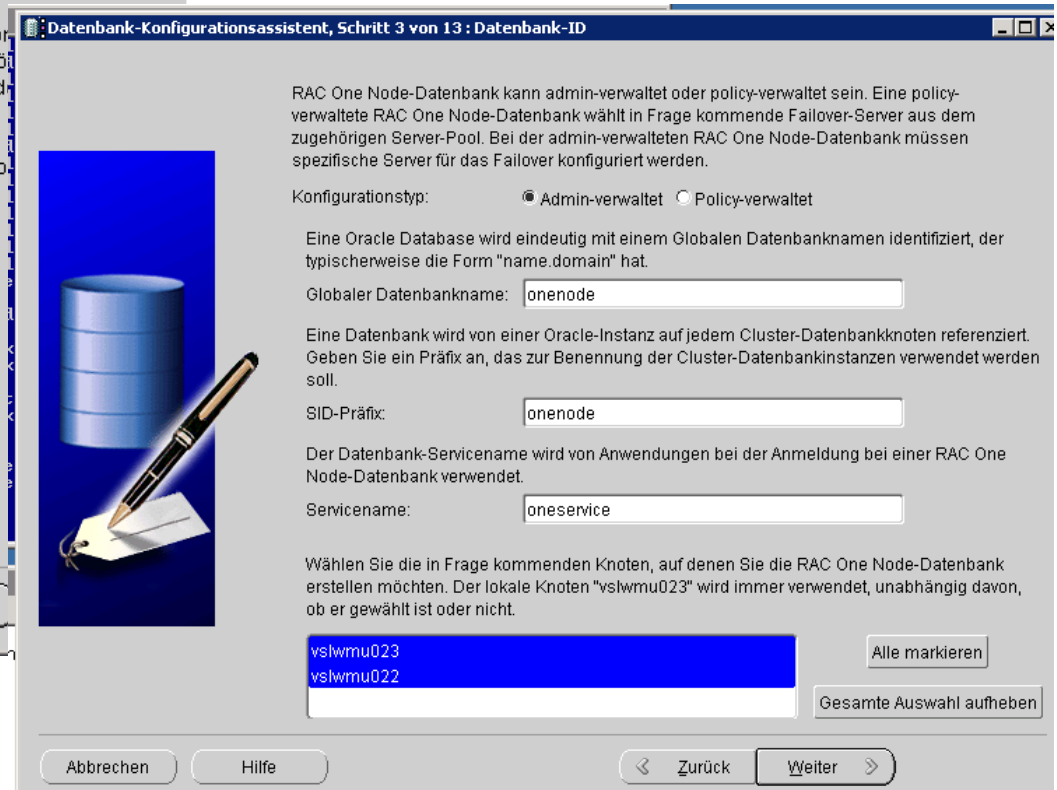 Datenbank-Konfigurationsassistent, Schritt 3 von 13 : Datenbank-ID
RAC One Node-Datenbank kann admin-verwaltet oder policy-verwaltet sein. Eine policy-
verwaltete RAC One Node-Datenbank wählt in Frage kommende Failover-Server aus dem
zugehörigen Server-Pool. Bei der admin-verwalteten RAC One Node-Datenbank müssen
spezifische Server für das Failover konfiguriert werden.
Konfigurationstyp: Admin-verwaltet Policy-verwaltet
Eine Oracle Database wird eindeutig mit einem Globalen Datenbanknamen identifiziert, der
typischerweise die Form "name.domain" hat.
Globaler Datenbankname: onenode
Eine Datenbank wird von einer Oracle-Instanz auf jedem Cluster-Datenbankknoten referenziert.
Geben Sie ein Präfix an, das zur Benennung der Cluster-Datenbankinstanzen verwendet werden
soll.
SID-Präfix: onenode
Der Datenbank-Servicename wird von Anwendungen bei der Anmeldung bei einer RAC One
Node-Datenbank verwendet.
Servicename: oneservice
Wählen Sie die in Frage kommenden Knoten, auf denen Sie die RAC One Node-Datenbank
erstellen möchten. Der lokale Knoten "vslwmu023" wird immer verwendet, unabhängig davon,
ob er gewählt ist oder nicht.
vslwmu023
vslwmu022
Alle markieren
Gesamte Auswahl aufheben
Abbrechen Hilfe Zurück Weiter